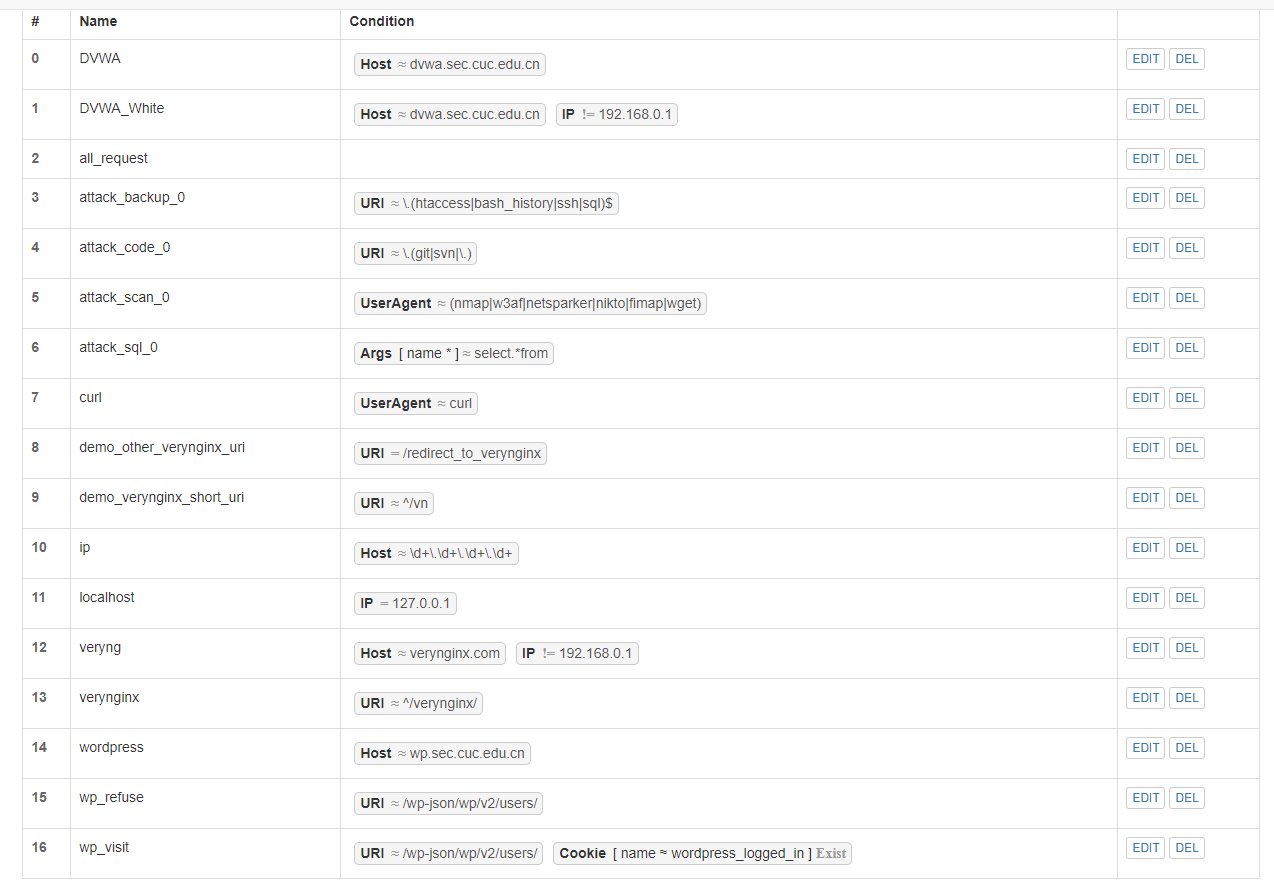 # Name Condition
0 DVWA Host ≈ dvwa.sec.cuc.edu.cn EDIT DEL
1 DVWA_White Host ≈ dvwa.sec.cuc.edu.cn IP != 192.168.0.1 EDIT DEL
2 all_request EDIT DEL
3 attack_backup_0 URI ≈ \.(htaccess|bash_history|ssh|sql)$ EDIT DEL
4 attack_code_0 URI ≈ \.(git|svn|\.) EDIT DEL
5 attack_scan_0 UserAgent ≈ (nmap|w3af|netsparker|nikto|fimap|wget) EDIT DEL
6 attack_sql_0 Args [ name * ] ≈ select.*from EDIT DEL
7 curl UserAgent ≈ curl EDIT DEL
8 demo_other_verynginx_uri URI = /redirect_to_verynginx EDIT DEL
9 demo_verynginx_short_uri URI ≈ ^/vn EDIT DEL
10 ip Host ≈ \d+\.\d+\.\d+\.\d+ EDIT DEL
11 localhost IP = 127.0.0.1 EDIT DEL
12 veryng Host ≈ verynginx.com IP != 192.168.0.1 EDIT DEL
13 verynginx URI ≈ ^/verynginx/ EDIT DEL
14 wordpress Host ≈ wp.sec.cuc.edu.cn EDIT DEL
15 wp_refuse URI ≈ /wp-json/wp/v2/users/ EDIT DEL
16 wp_visit URI ≈ /wp-json/wp/v2/users/ Cookie [ name ≈ wordpress_logged_in ] Exist EDIT DEL